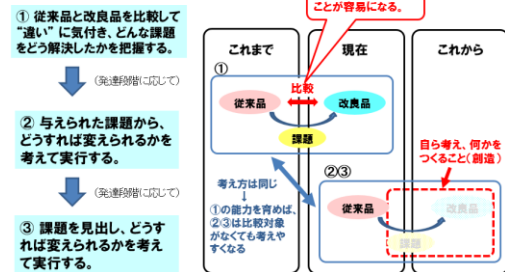 ① 従来品と改良品を比較して
“違い”に気付き、どんな課題
をどう解決したかを把握する。
(発達段階に応じて)
② 与えられた課題から、
どうすれば変えられるかを
考えて実行する。
(発達段階に応じて)
③ 課題を見出し、どうす
れば変えられるかを考え
て実行する。
ことが容易になる。
これまで
現在
これから
①
比較
従来品
改良品
課題
自ら考え、何かを
つくること(創造)
考え方は同じ
↓
①の能力を育めば、
②③は比較対象
がなくても考えや
すくなる
②③
従来品
改良品
課題